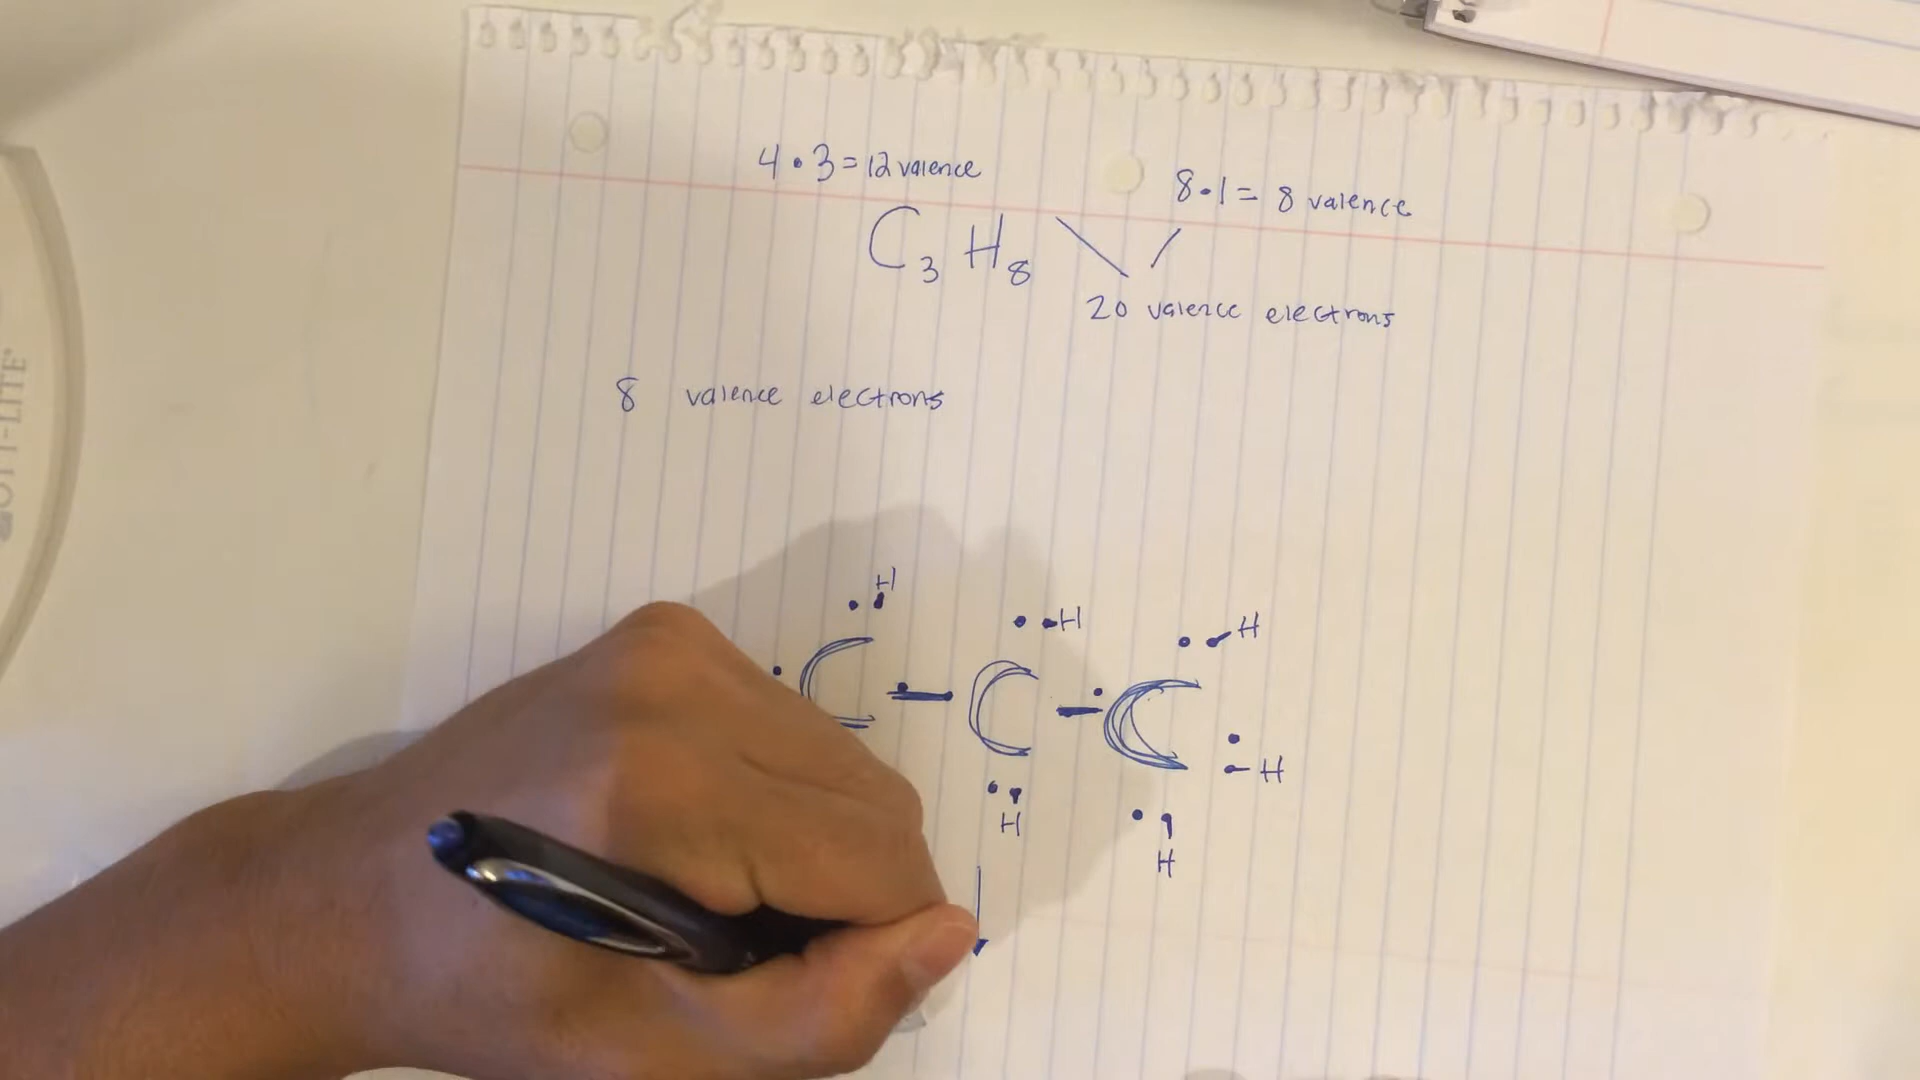 4 • 3 = 12 valence
8 • 1 = 8 valence
C3H8
20 valence electrons
8 valence electrons
H
H
H
C - C - C
H
H
H